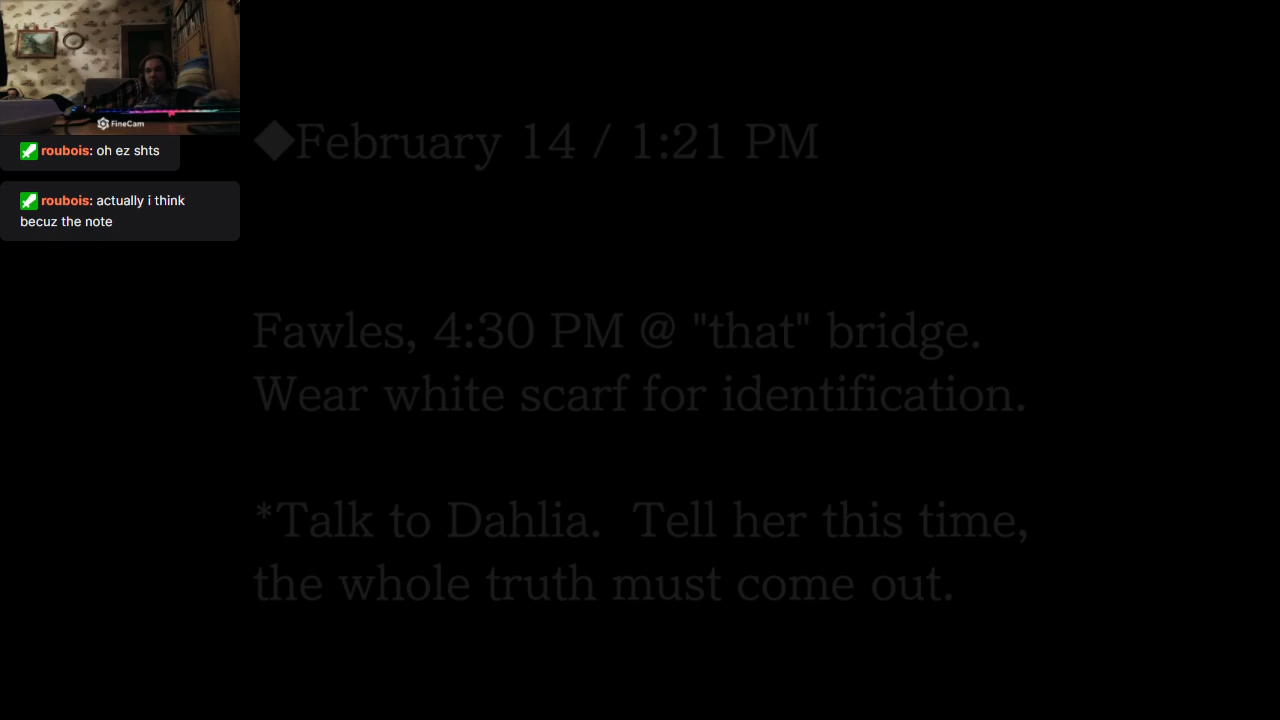 FineCam
roubois: oh ez shts
roubois: actually i think
becuz the note
◆February 14 / 1:21 PM
Fawles, 4:30 PM @ "that" bridge.
Wear white scarf for identification.
*Talk to Dahlia. Tell her this time,
the whole truth must come out.